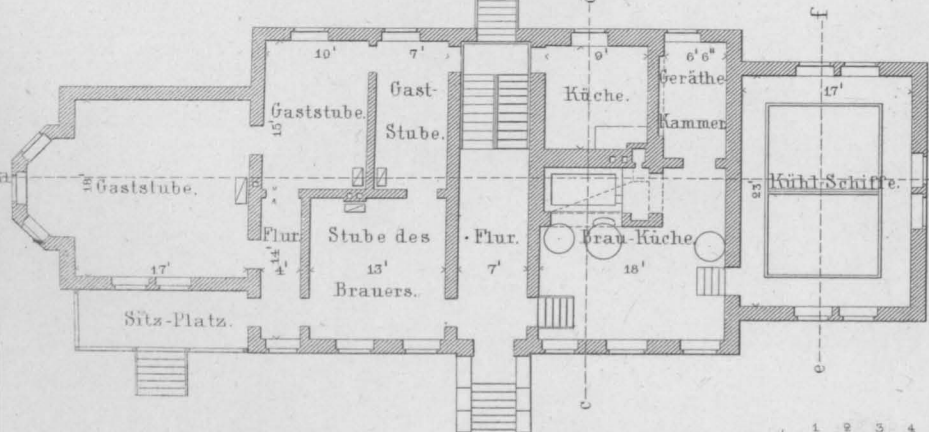 f
10'
7'
9'
6' 6"
Geräthe
Kammer.
17'
Gast-
Stube.
Küche.
Gaststube.
15'
a
18'
Gaststube.
23'
Kühl-Schiffe.
Flur.
14'
4'
Stube des
Brauers.
13'
Flur.
7'
Brau-Küche.
18'
17'
Sitz-Platz.
c
e
1 2 3 4